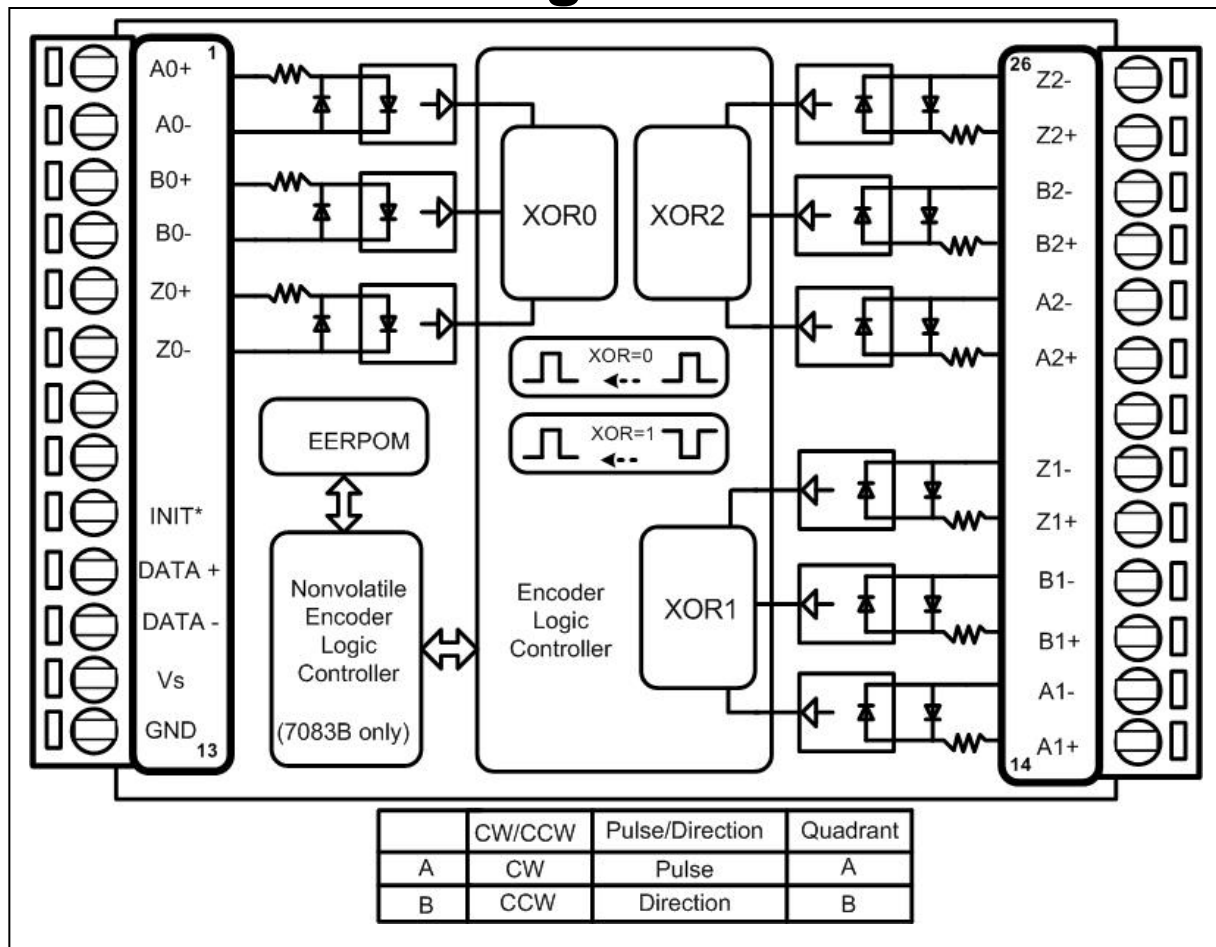 1
A0+
A0-
B0+
B0-
Z0+
Z0-
INIT*
DATA +
DATA -
Vs
GND
13
EERPOM
Nonvolatile
Encoder
Logic
Controller
(7083B only)
XOR0
XOR2
XOR=0
XOR=1
Encoder
Logic
Controller
XOR1
26
Z2-
Z2+
B2-
B2+
A2-
A2+
Z1-
Z1+
B1-
B1+
A1-
A1+
14
CW/CCW Pulse/Direction Quadrant
A CW Pulse A
B CCW Direction B